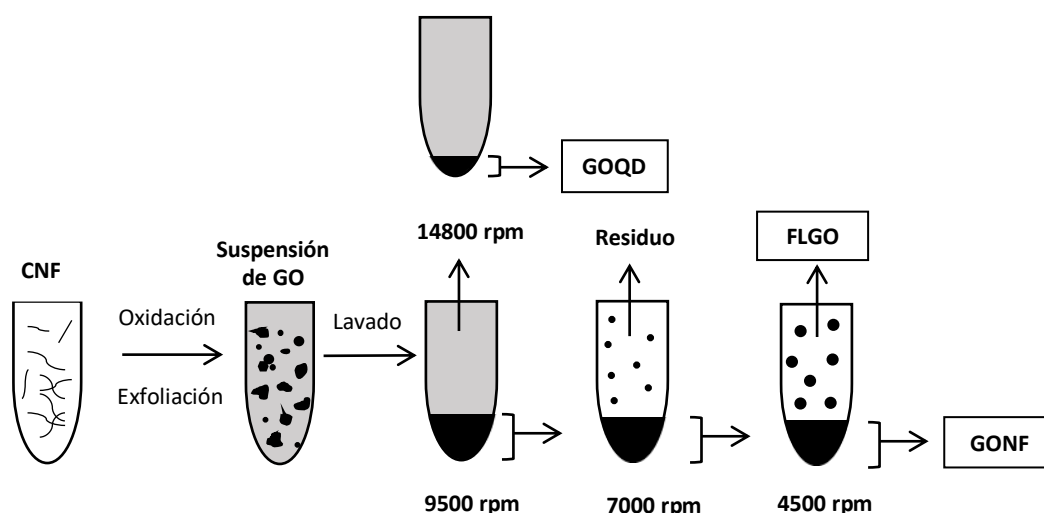 GOQD
14800 rpm
Residuo
FLGO
CNF
Suspensión
de GO
Oxidación
Exfoliación
Lavado
GONF
9500 rpm
7000 rpm
4500 rpm